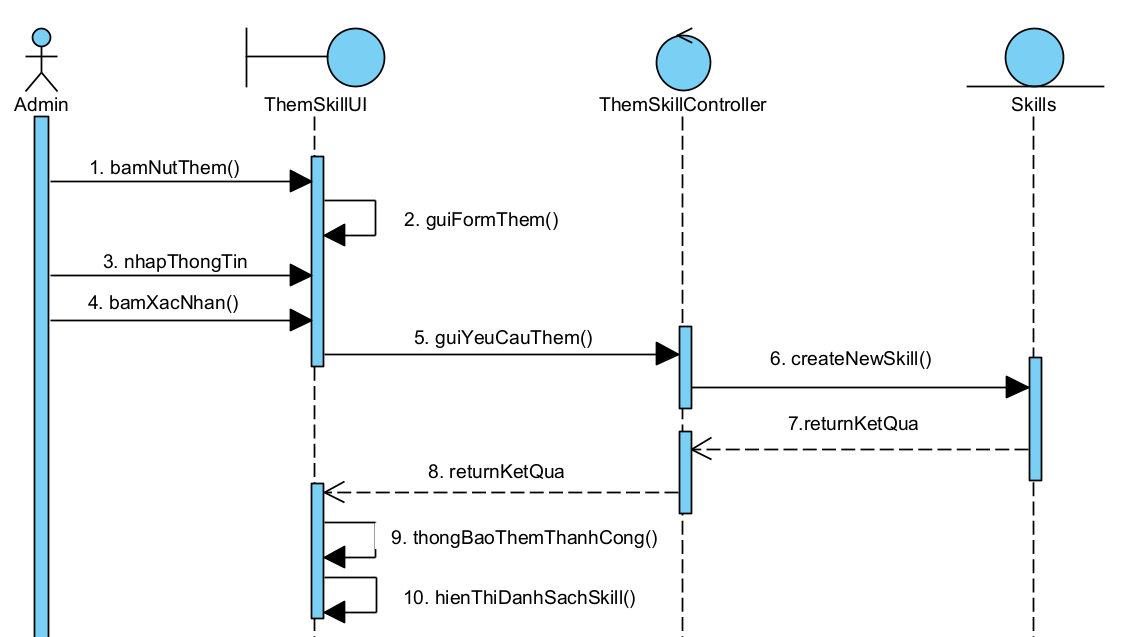 Admin
ThemSkillUI
ThemSkillController
Skills
1. bamNutThem()
2. guiFormThem()
3. nhapThongTin
4. bamXacNhan()
5. guiYeuCauThem()
6. createNewSkill()
7.returnKetQua
8. returnKetQua
9. thongBaoThemThanhCong()
10. hienThiDanhSachSkill()